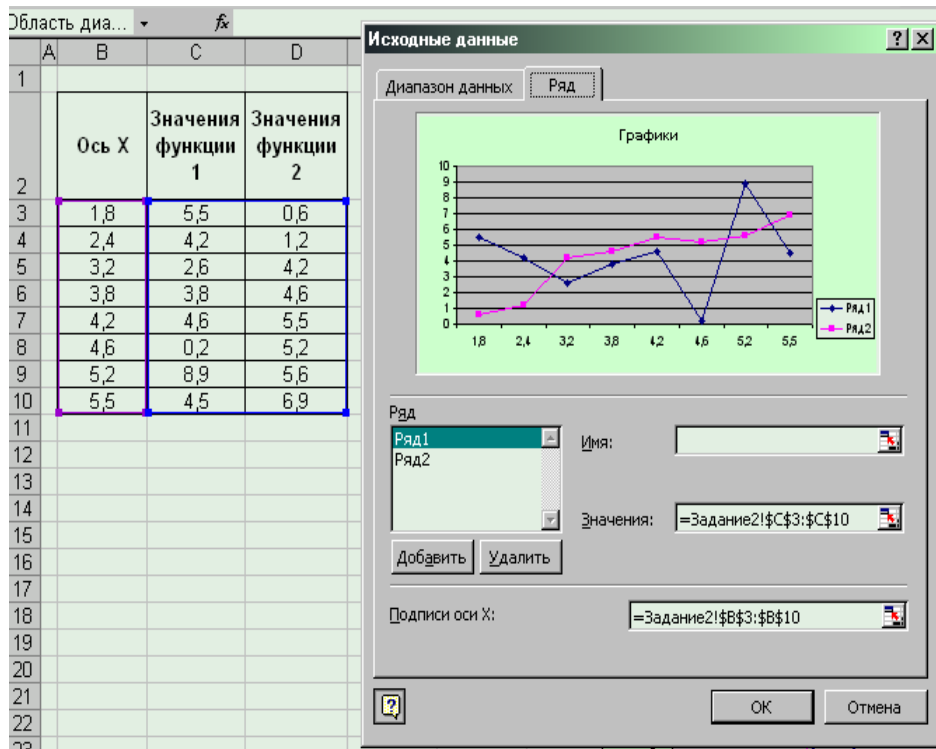 Область диа... fx
A B C D
1
2 Ось X Значения функции 1 Значения функции 2
3 1,8 5,5 0,6
4 2,4 4,2 1,2
5 3,2 2,6 4,2
6 3,8 3,8 4,6
7 4,2 4,6 5,5
8 4,6 0,2 5,2
9 5,2 8,9 5,6
10 5,5 4,5 6,9
11
12
13
14
15
16
17
18
19
20
21
22
23
Исходные данные
Диапазон данных Ряд
Графики
10
9
8
7
6
5
4
3
2
1
0
1,8 2,4 3,2 3,8 4,2 4,6 5,2 5,5
Ряд1
Ряд2
Ряд
Ряд1
Ряд2
Имя:
Значения: =Задание2!$C$3:$C$10
Добавить Удалить
Подписи оси X: =Задание2!$B$3:$B$10
ОК Отмена